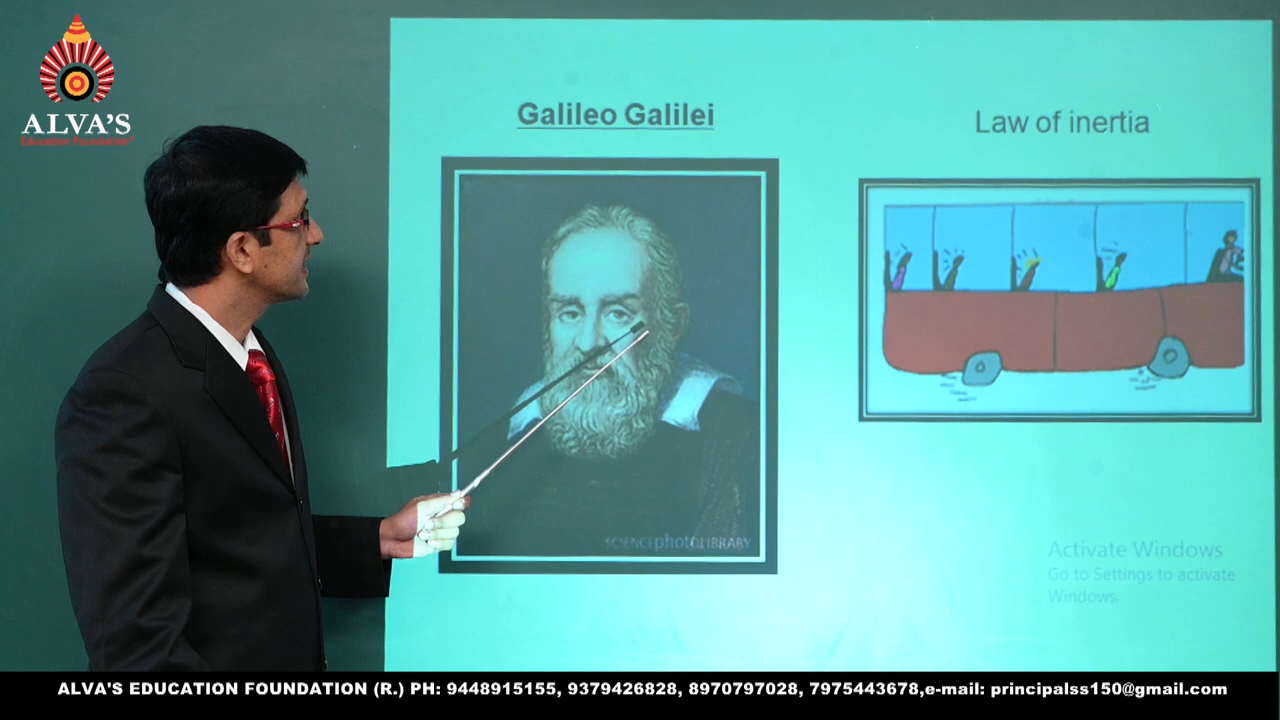 ALVA'S
Education Foundation
Galileo Galilei
Law of inertia
SCIENCEphotoLIBRARY
Activate Windows
Go to Settings to activate
Windows.
ALVA'S EDUCATION FOUNDATION (R.) PH: 9448915155, 9379426828, 8970797028, 7975443678,e-mail: principalss150@gmail.com